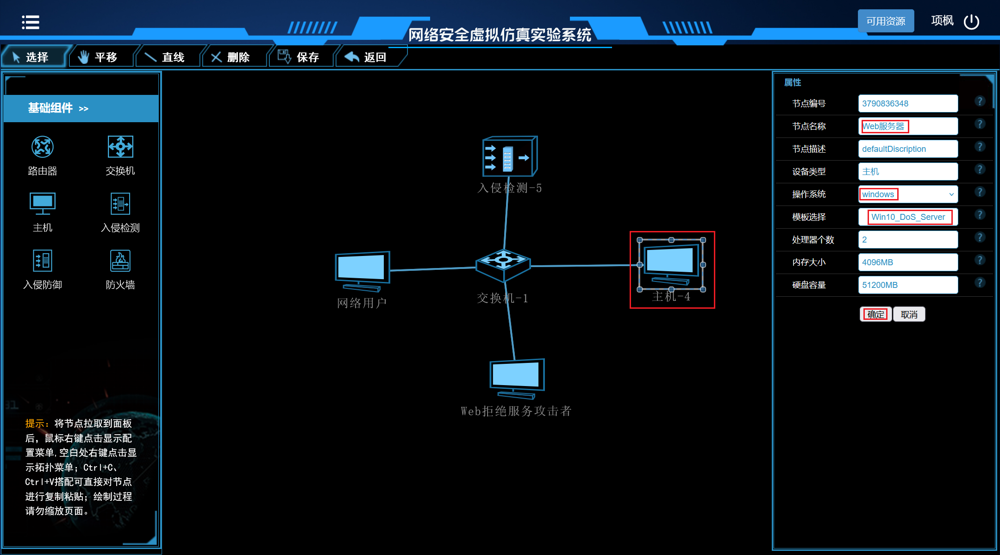 可用资源
项枫
网络安全虚拟仿真实验系统
选择
平移
直线
删除
保存
返回
基础组件 >>
路由器
交换机
主机
入侵检测
入侵防御
防火墙
提示：将节点拉取到面板
后，鼠标右键点击显示配
置菜单,空白处右键点击显
示拓扑菜单；Ctrl+C、
Ctrl+V搭配可直接对节点
进行复制粘贴；绘制过程
请勿缩放页面。
入侵检测-5
网络用户
交换机-1
主机-4
Web拒绝服务攻击者
属性
节点编号 3790836348 ?
节点名称 Web服务器 ?
节点描述 defaultDiscription ?
设备类型 主机 ?
操作系统 windows ?
模板选择 Win10_DoS_Server ?
处理器个数 2 ?
内存大小 4096MB ?
硬盘容量 51200MB ?
确定 取消